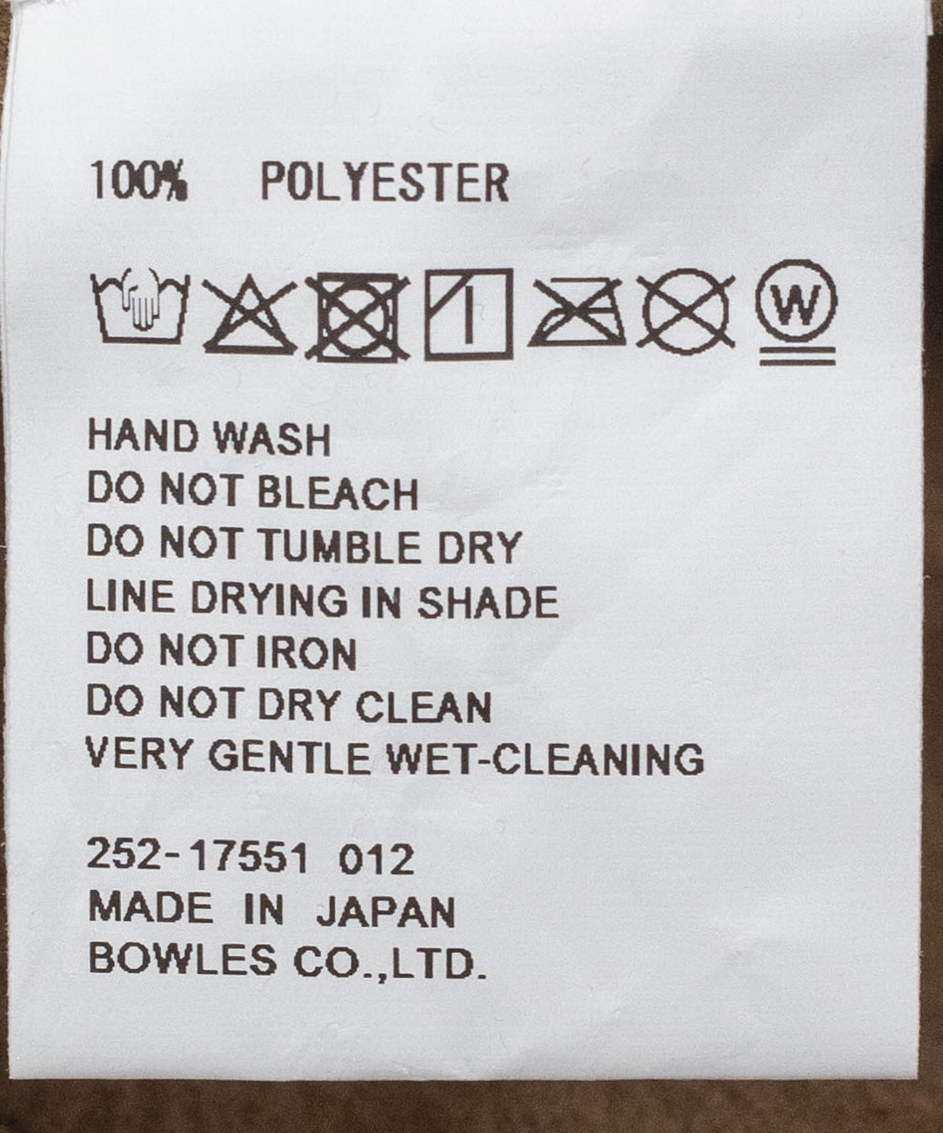 100% POLYESTER
W
HAND WASH
DO NOT BLEACH
DO NOT TUMBLE DRY
LINE DRYING IN SHADE
DO NOT IRON
DO NOT DRY CLEAN
VERY GENTLE WET-CLEANING
252-17551 012
MADE IN JAPAN
BOWLES CO.,LTD.